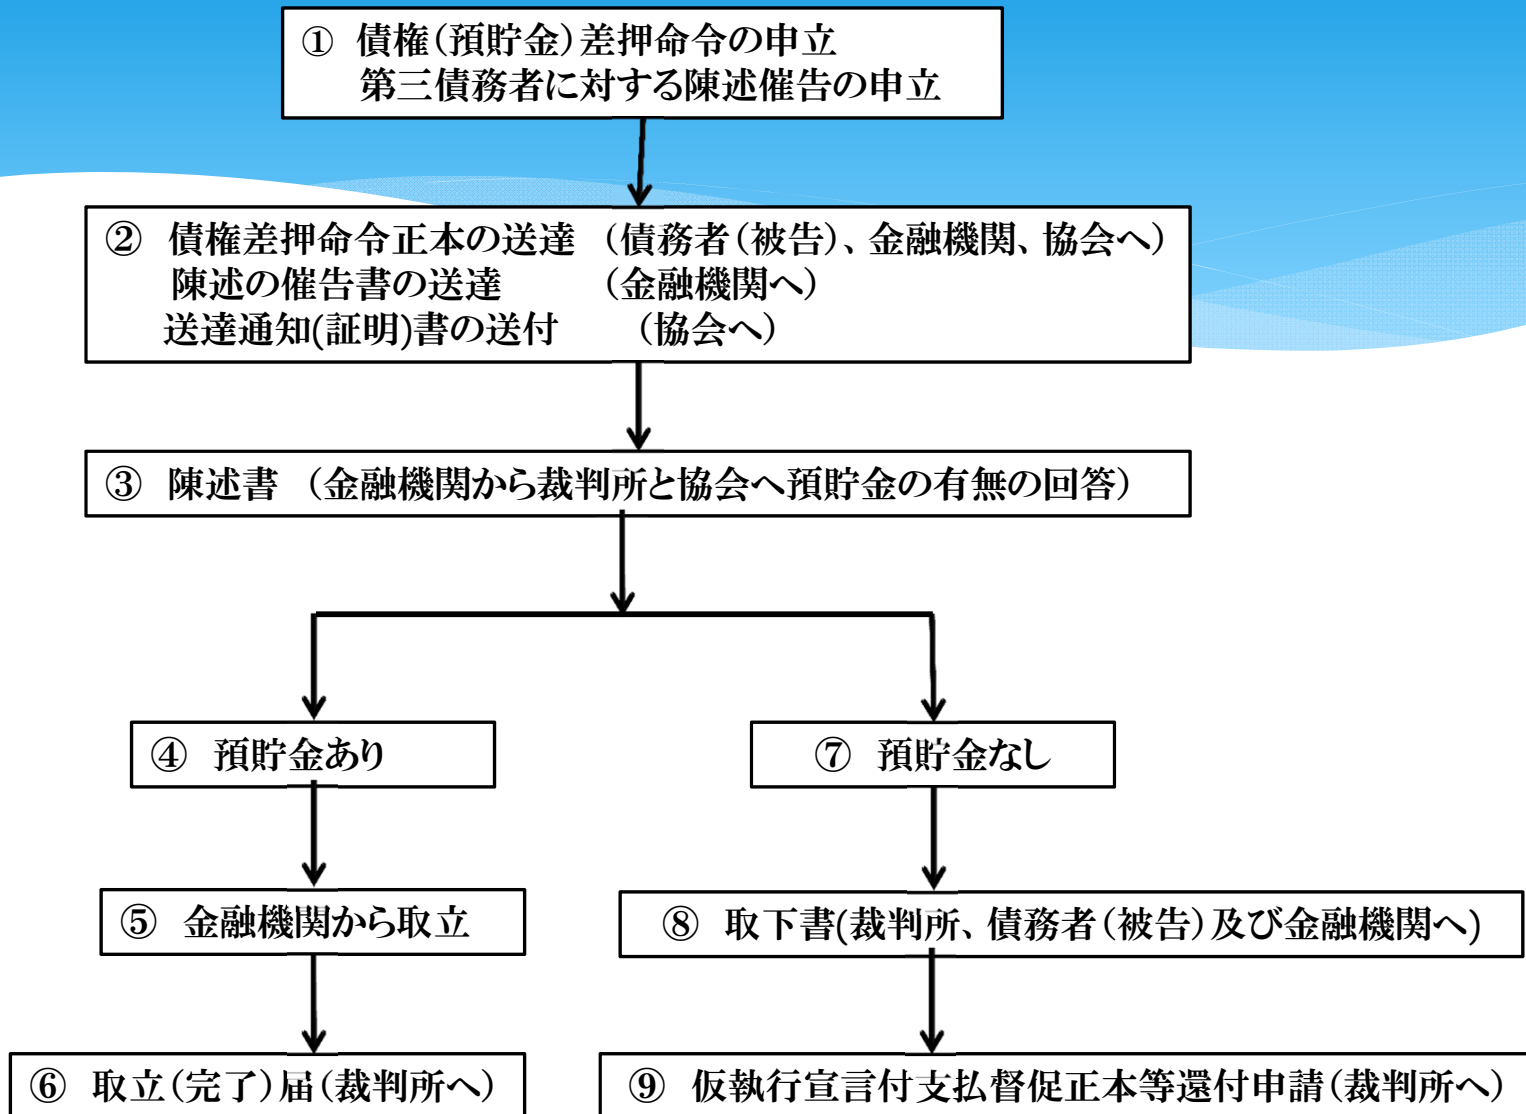 ① 債権（預貯金）差押命令の申立
第三債務者に対する陳述催告の申立
② 債権差押命令正本の送達 （債務者（被告）、金融機関、協会へ）
陳述の催告書の送達 （金融機関へ）
送達通知(証明)書の送付 （協会へ）
③ 陳述書 （金融機関から裁判所と協会へ預貯金の有無の回答）
④ 預貯金あり
⑦ 預貯金なし
⑤ 金融機関から取立
⑧ 取下書(裁判所、債務者（被告）及び金融機関へ)
⑥ 取立（完了）届（裁判所へ）
⑨ 仮執行宣言付支払督促正本等還付申請（裁判所へ）